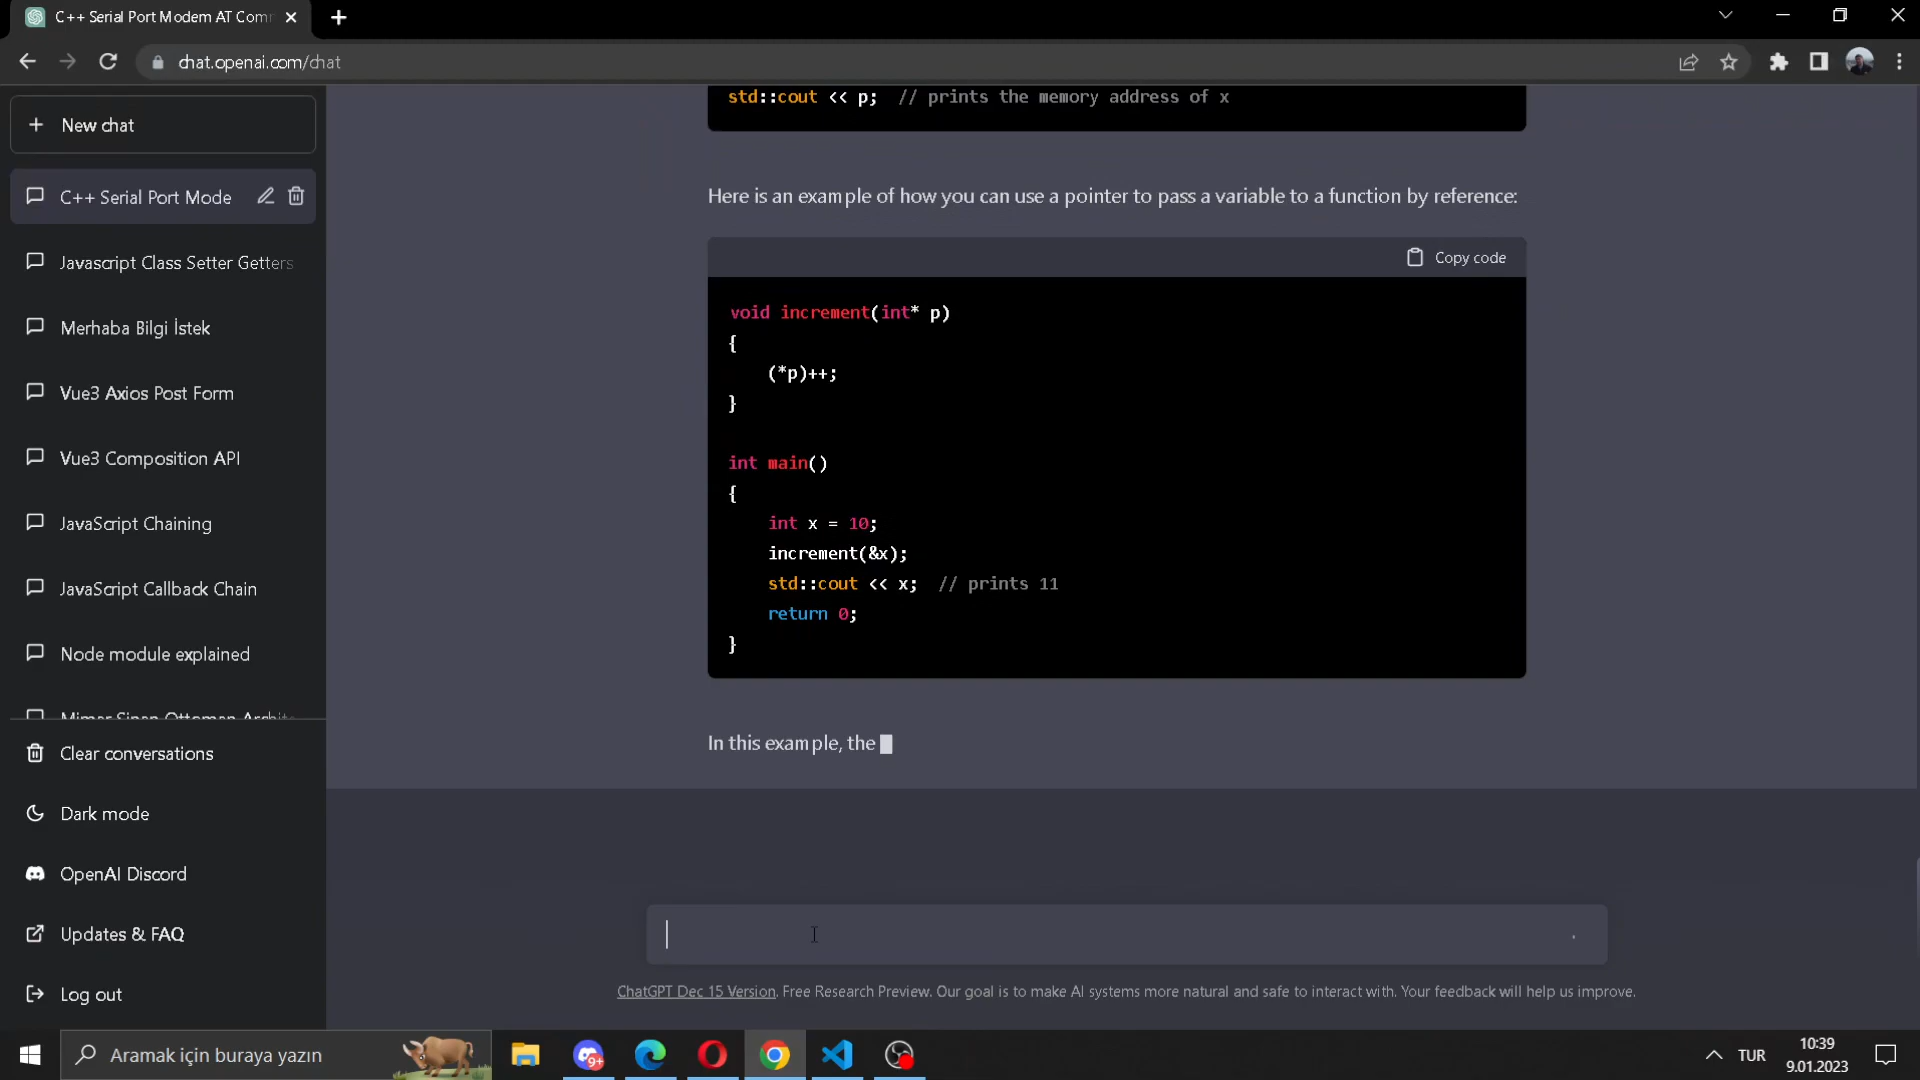 C++ Serial Port Modem AT Com
chat.openai.com/chat
New chat
C++ Serial Port Mode
Javascript Class Setter Getters
Merhaba Bilgi İstek
Vue3 Axios Post Form
Vue3 Composition API
JavaScript Chaining
JavaScript Callback Chain
Node module explained
Mimar Sinan Ottoman Archite
Clear conversations
Dark mode
OpenAI Discord
Updates & FAQ
Log out
std::cout << p;  // prints the memory address of x
Here is an example of how you can use a pointer to pass a variable to a function by reference:
Copy code
void increment(int* p)
{
    (*p)++;
}
int main()
{
    int x = 10;
    increment(&x);
    std::cout << x;  // prints 11
    return 0;
}
In this example, the
ChatGPT Dec 15 Version. Free Research Preview. Our goal is to make AI systems more natural and safe to interact with. Your feedback will help us improve.
Aramak için buraya yazın
9+
TUR
10:39
9.01.2023